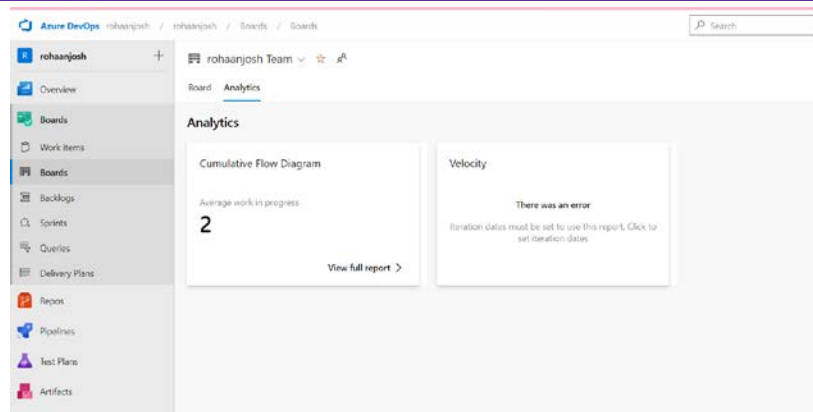 Azure DevOps rohaanjosh / rohaanjosh / Boards / Boards
Search
R rohaanjosh +
rohaanjosh Team
Overview
Board Analytics
Boards
Analytics
Work items
Boards
Backlogs
Sprints
Queries
Delivery Plans
Repos
Pipelines
Test Plans
Artifacts
Cumulative Flow Diagram
Average work in progress
2
View full report >
Velocity
There was an error
Iteration dates must be set to use this report. Click to
set iteration dates